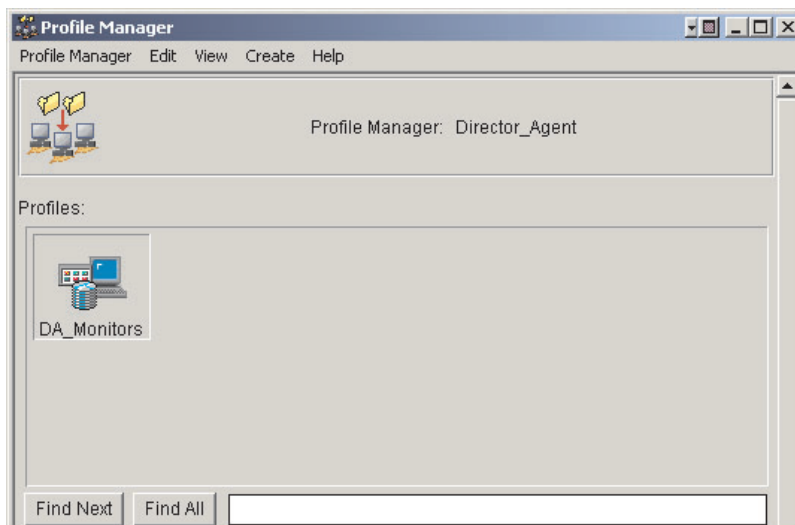 Profile Manager
Profile Manager Edit View Create Help
Profile Manager: Director_Agent
Profiles:
DA_Monitors
Find Next Find All